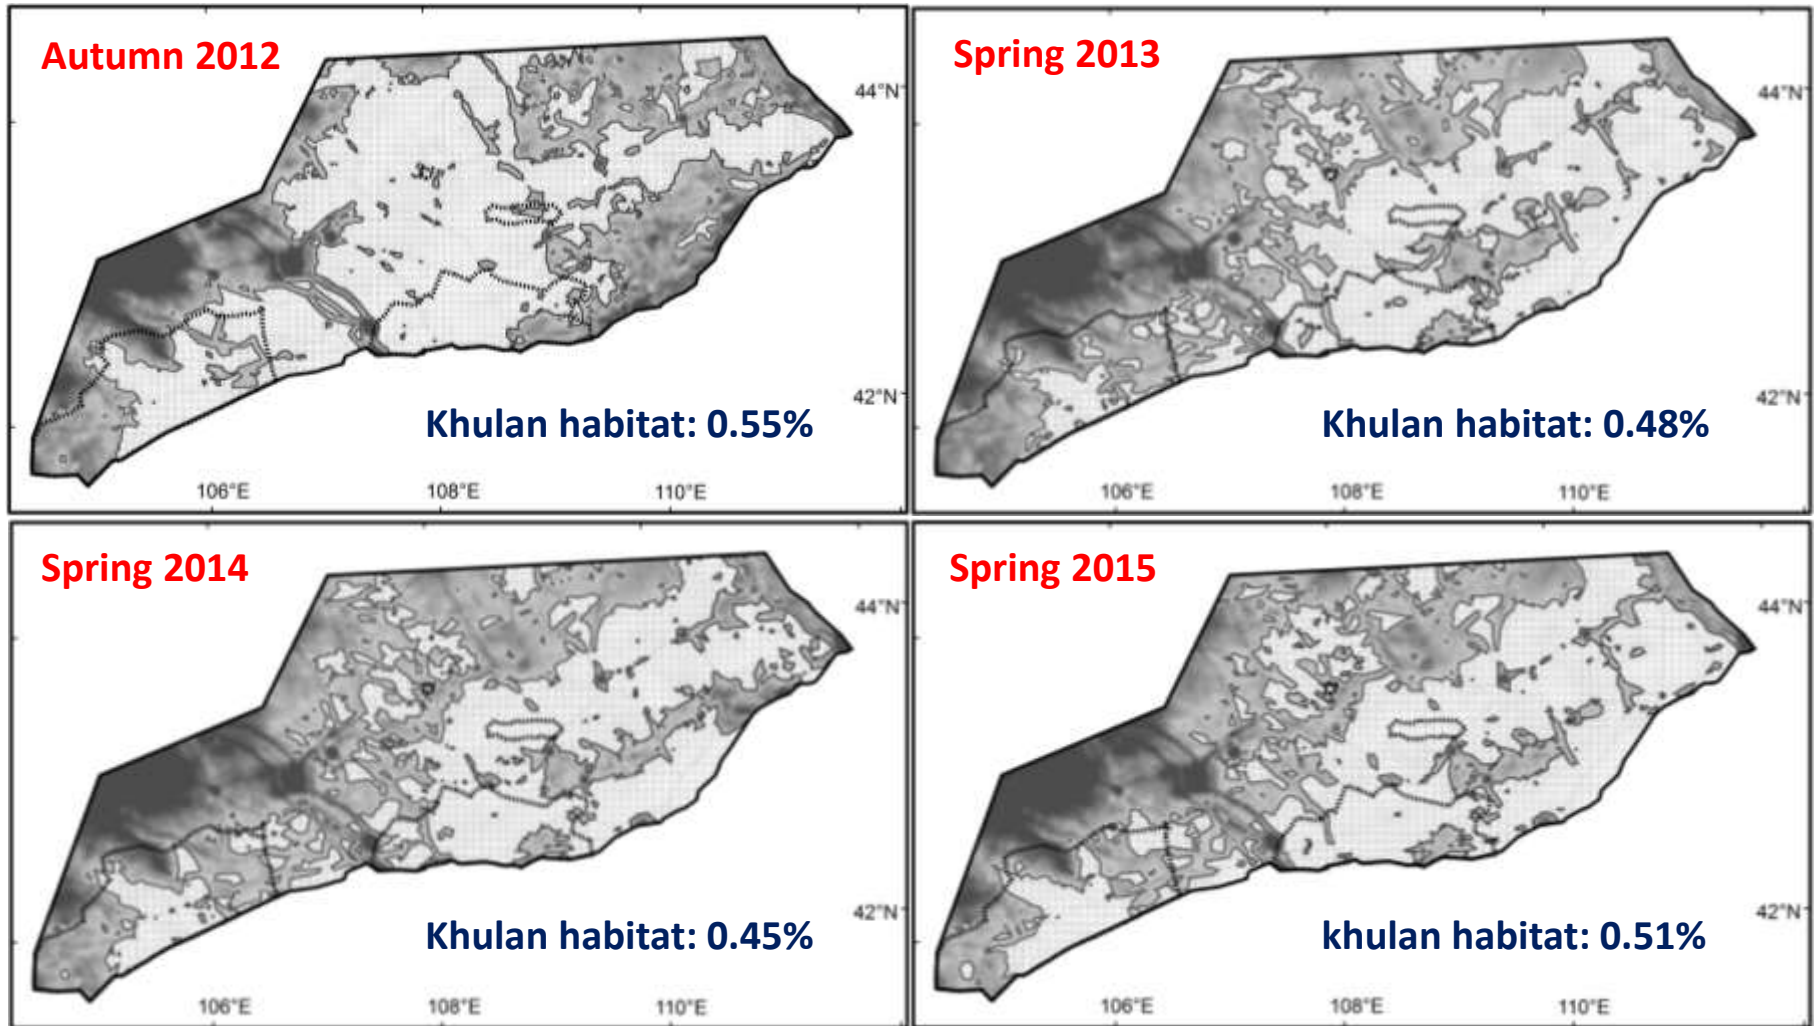 Autumn 2012
44°N
42°N
Khulan habitat: 0.55%
106°E 108°E 110°E
Spring 2013
44°N
42°N
Khulan habitat: 0.48%
106°E 108°E 110°E
Spring 2014
44°N
42°N
Khulan habitat: 0.45%
106°E 108°E 110°E
Spring 2015
44°N
42°N
khulan habitat: 0.51%
106°E 108°E 110°E